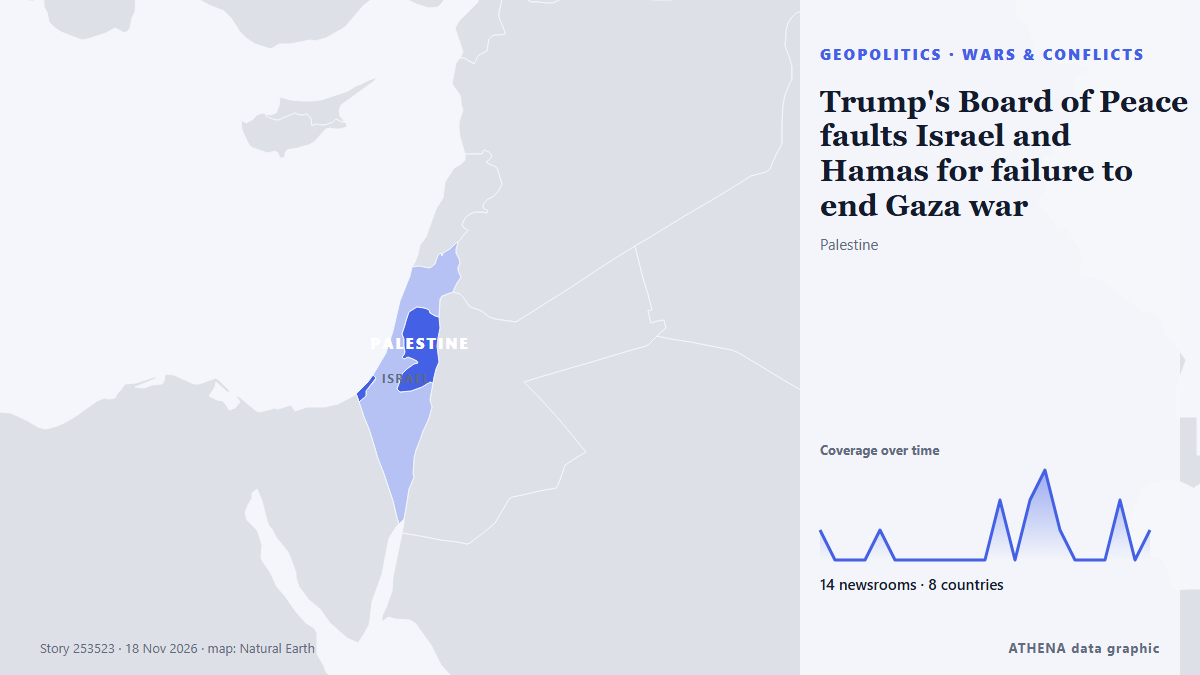 GEOPOLITICS · WARS & CONFLICTS
Trump's Board of Peace
faults Israel and
Hamas for failure to
end Gaza war
Palestine
PALESTINE
ISRAEL
Coverage over time
14 newsrooms · 8 countries
Story 253523 · 18 Nov 2026 · map: Natural Earth
ATHENA data graphic